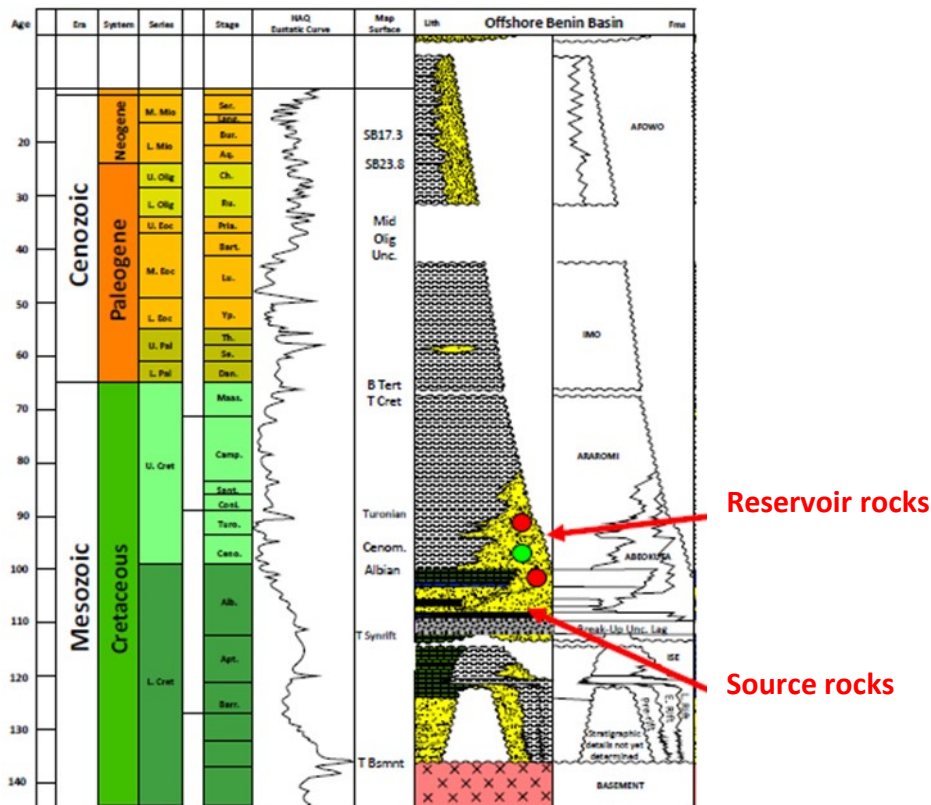 Age
Era
System
Series
Stage
HAQ
Eustatic Curve
Map
Surface
Lith
Offshore Benin Basin
Fms
20
30
40
50
60
70
80
90
100
110
120
130
140
Cenozoic
Mesozoic
Neogene
Paleogene
Cretaceous
M. Mio
L. Mio
U. Olig
L. Olig
U. Eoc
M. Eoc
L. Eoc
U. Pal
L. Pal
U. Cret
L. Cret
Ser.
Lang.
Bur.
Aq.
Ch.
Ru.
Pria.
Bart.
Lu.
Yp.
Th.
Se.
Dan.
Maas.
Camp.
Sant.
Coni.
Turo.
Ceno.
Alb.
Apt.
Barr.
SB17.3
SB23.8
Mid
Olig
Unc.
B Tert
T Cret
Turonian
Cenom.
Albian
T Synrift
T Bsmnt
AFOWO
IMO
ARAROMI
ABEOKUTA
Break-Up Unc. Lag
ISE
Pre-rift
E. Rift
L. Rift
Stratigraphic
details not yet
determined
BASEMENT
Reservoir rocks
Source rocks